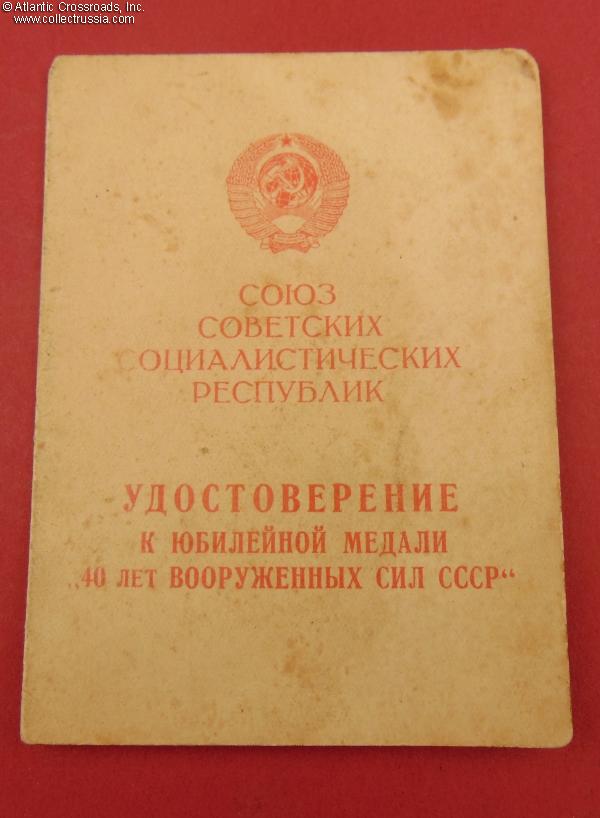 © Atlantic Crossroads, Inc.
www.collectrussia.com
СОЮЗ
СОВЕТСКИХ
СОЦИАЛИСТИЧЕСКИХ
РЕСПУБЛИК
УДОСТОВЕРЕНИЕ
К ЮБИЛЕЙНОЙ МЕДАЛИ
„40 ЛЕТ ВООРУЖЕННЫХ СИЛ СССР“